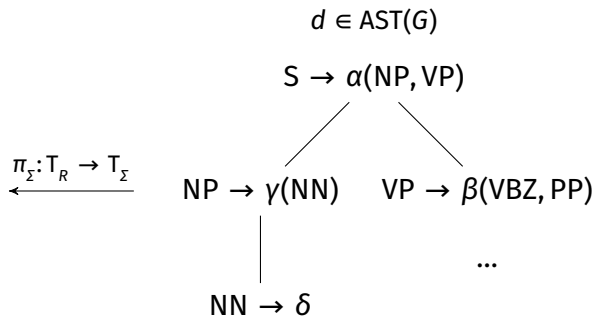 d ∈ AST(G)
S → α(NP, VP)
π_Σ: T_R → T_Σ
NP → γ(NN) VP → β(VBZ, PP)
...
NN → δ